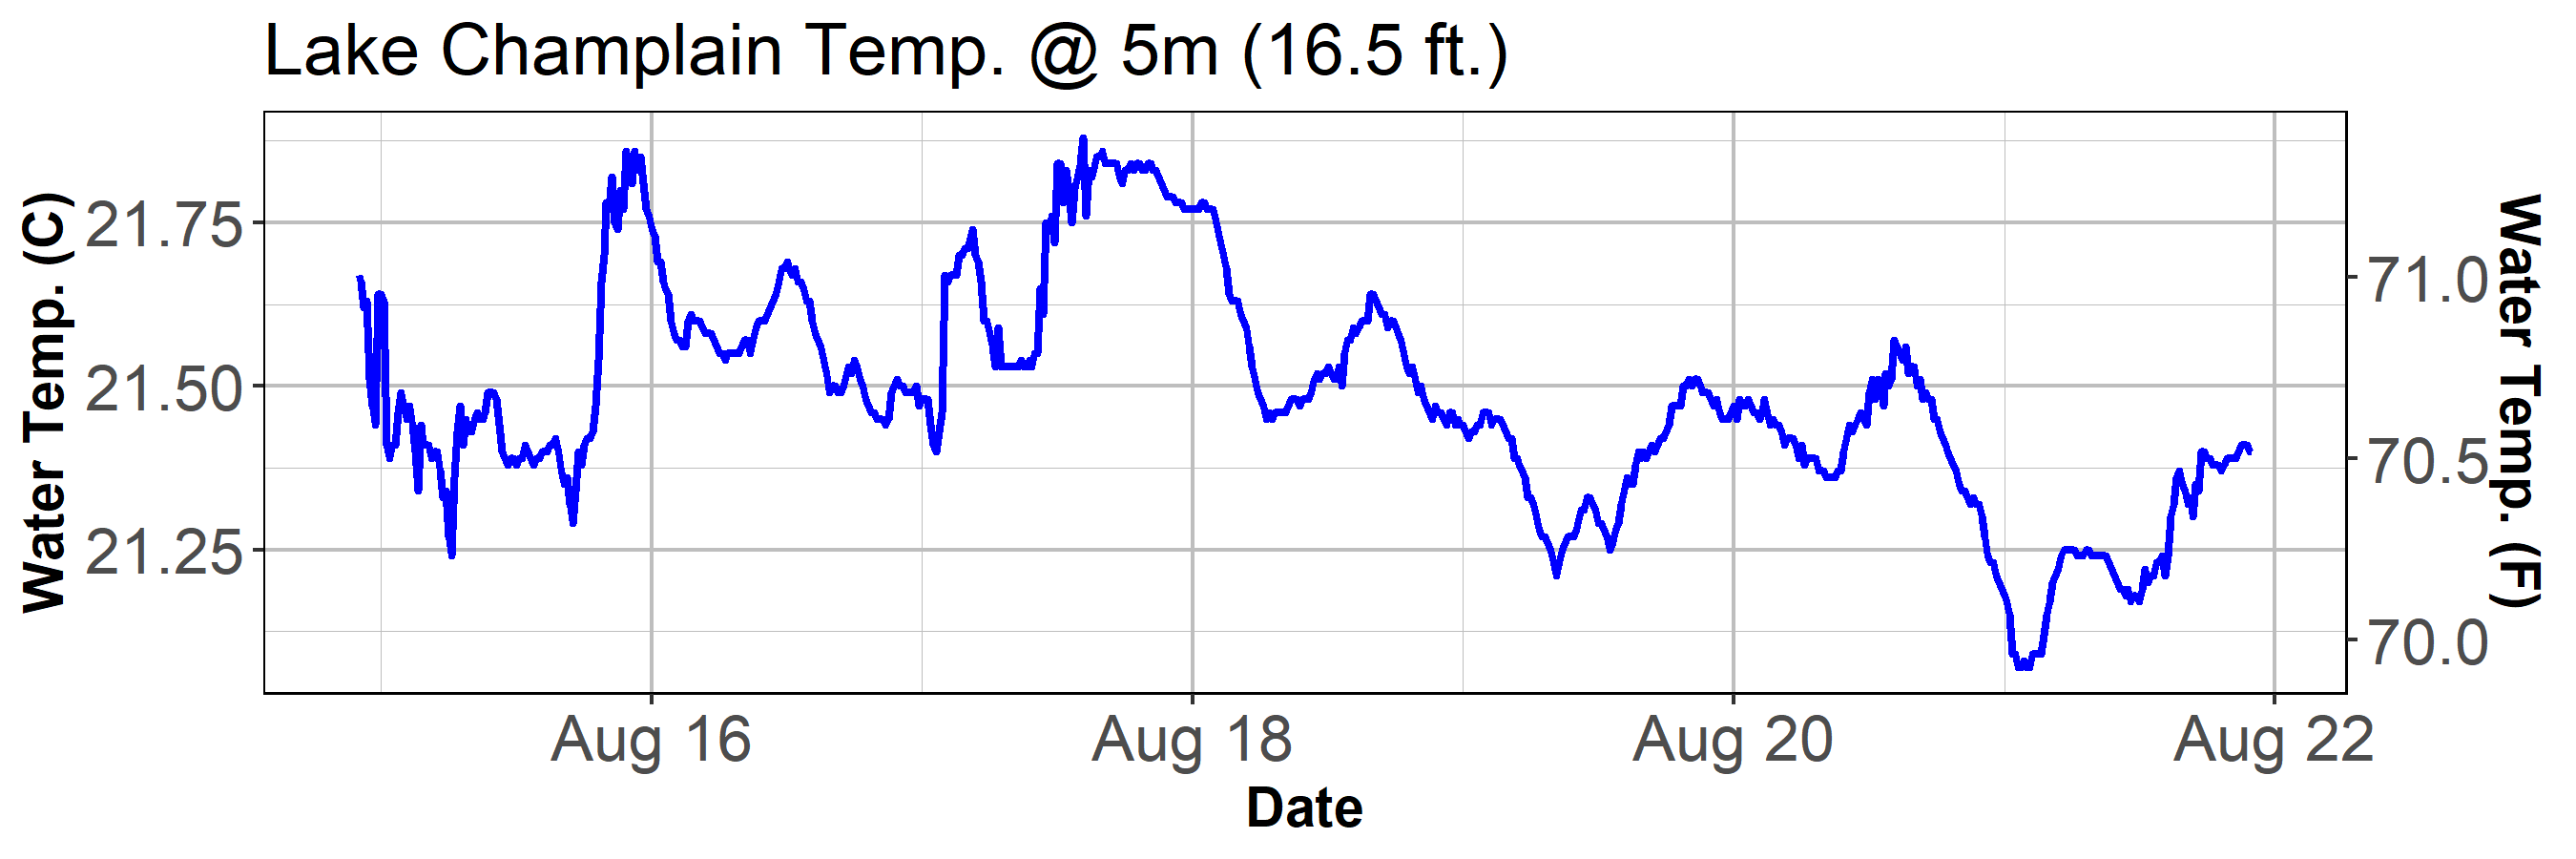 Lake Champlain Temp. @ 5m (16.5 ft.)
Water Temp. (C)
21.75
21.50
21.25
71.0
70.5
70.0
Water Temp. (F)
Aug 16
Aug 18
Aug 20
Aug 22
Date